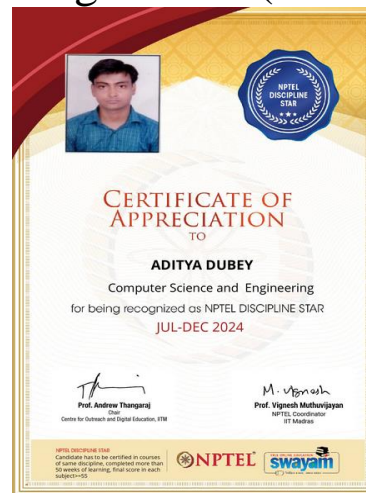 NPTEL
DISCIPLINE
STAR
CERTIFICATE OF
APPRECIATION
TO
ADITYA DUBEY
Computer Science and Engineering
for being recognized as NPTEL DISCIPLINE STAR
JUL-DEC 2024
Prof. Andrew Thangaraj
Chair
Centre for Outreach and Digital Education, IITM
M. Vignesh
Prof. Vignesh Muthuvijayan
NPTEL Coordinator
IIT Madras
NPTEL DISCIPLINE STAR
Candidate has to be certified in courses
of same discipline, completed more than
50 weeks of learning, final score in each
subject>=55
NPTEL
swayam